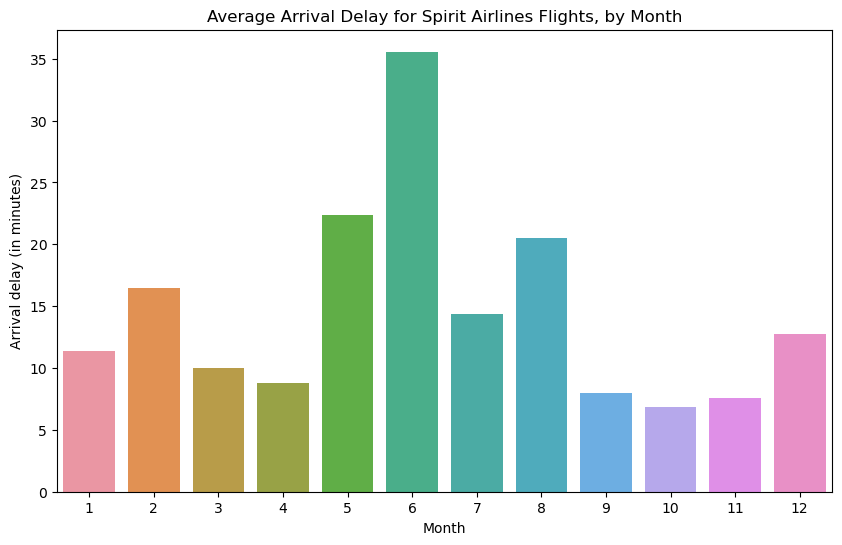 Average Arrival Delay for Spirit Airlines Flights, by Month
Arrival delay (in minutes)
35
30
25
20
15
10
5
0
1 2 3 4 5 6 7 8 9 10 11 12
Month